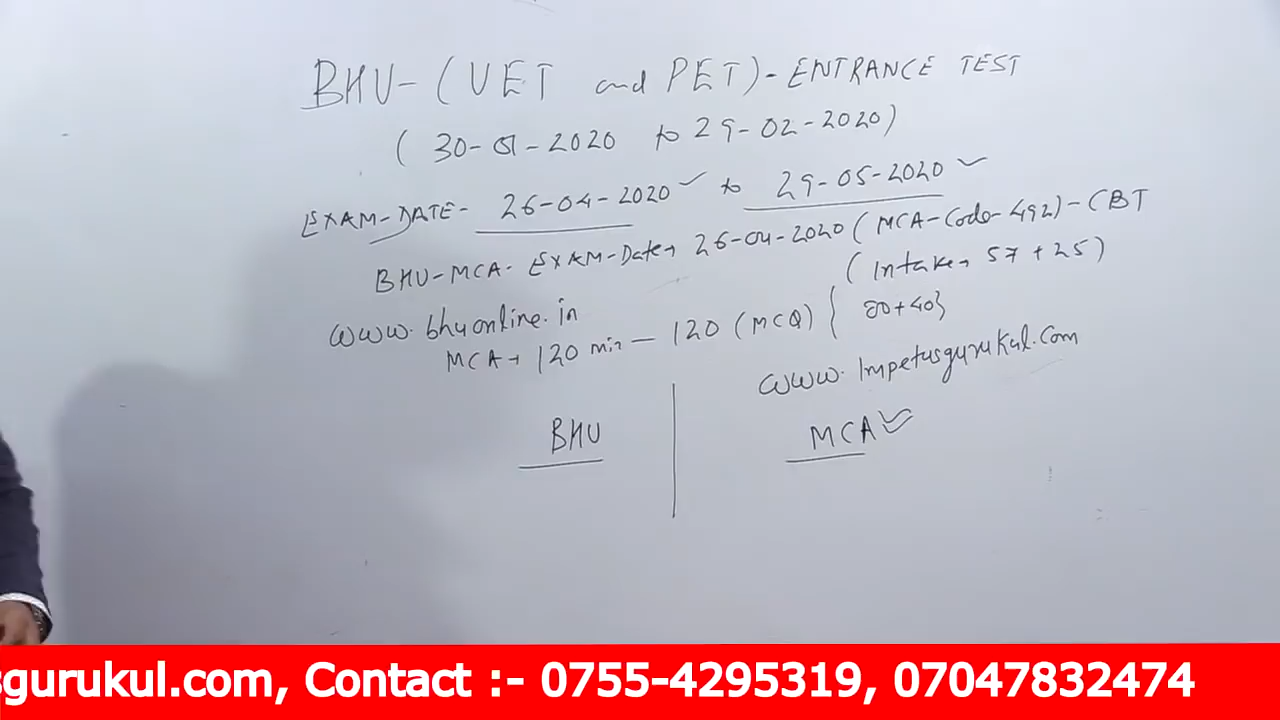 BHU-(UET and PET)-ENTRANCE TEST
(30-01-2020 to 29-02-2020)
EXAM-DATE- 26-04-2020 ✓ to 29-05-2020 ✓
BHU-MCA- EXAM-Date→ 26-04-2020 (MCA-Code-492)-CBT
(Intake→ 57+25)
www.bhuonline.in
MCA → 120 min — 120 (MCQ) { 80+40}
www.Impetusgurukul.com
BHU MCA
sgurukul.com, Contact :- 0755-4295319, 07047832474